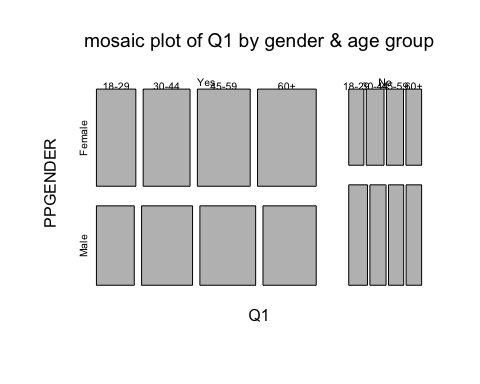 mosaic plot of Q1 by gender & age group
Yes No
18-29 30-44 45-59 60+ 18-29 30-44 45-59 60+
Female
PPGENDER
Male
Q1